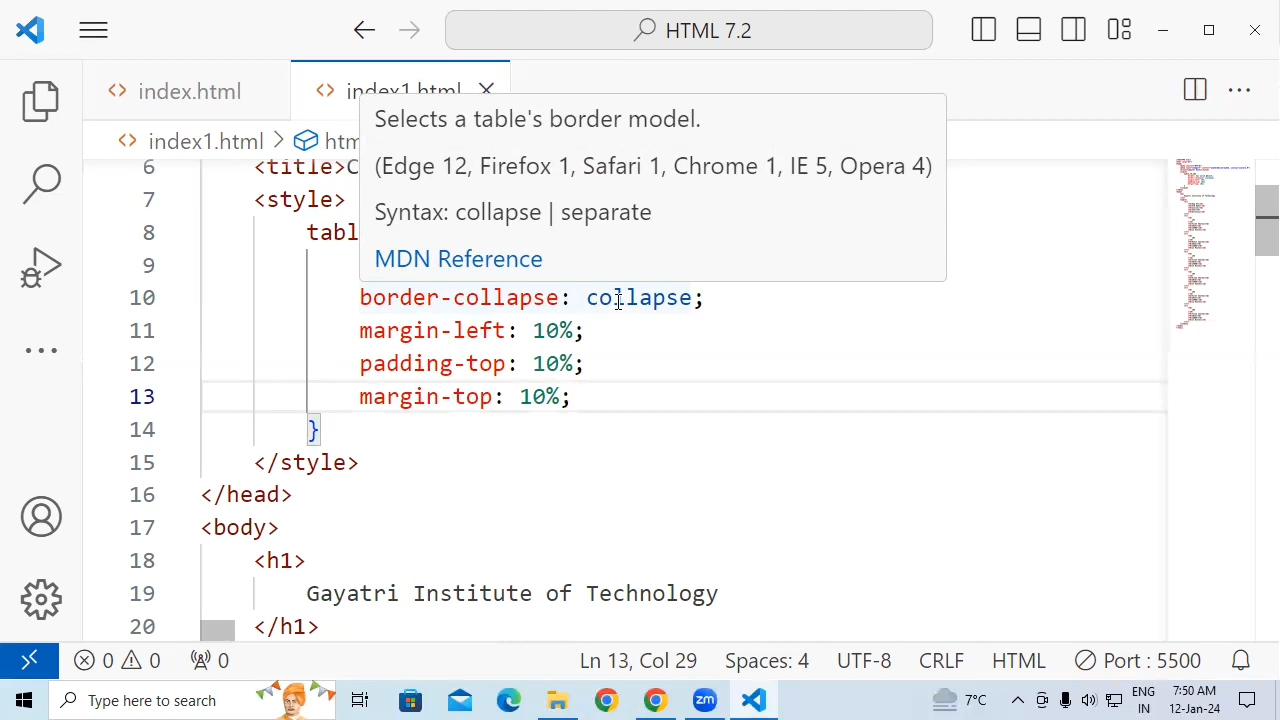 HTML 7.2
index.html
index1.html
index1.html
Selects a table's border model.
(Edge 12, Firefox 1, Safari 1, Chrome 1, IE 5, Opera 4)
Syntax: collapse | separate
MDN Reference
6 <title>C
7 <style>
8 tabl
9
10 border-collapse: collapse;
11 margin-left: 10%;
12 padding-top: 10%;
13 margin-top: 10%;
14 }
15 </style>
16 </head>
17 <body>
18 <h1>
19 Gayatri Institute of Technology
20 </h1>
0 0 0 Ln 13, Col 29 Spaces: 4 UTF-8 CRLF HTML Port : 5500
Type here to search
zm
7°C
ENG
IN
7:50 AM
12-Jan-24